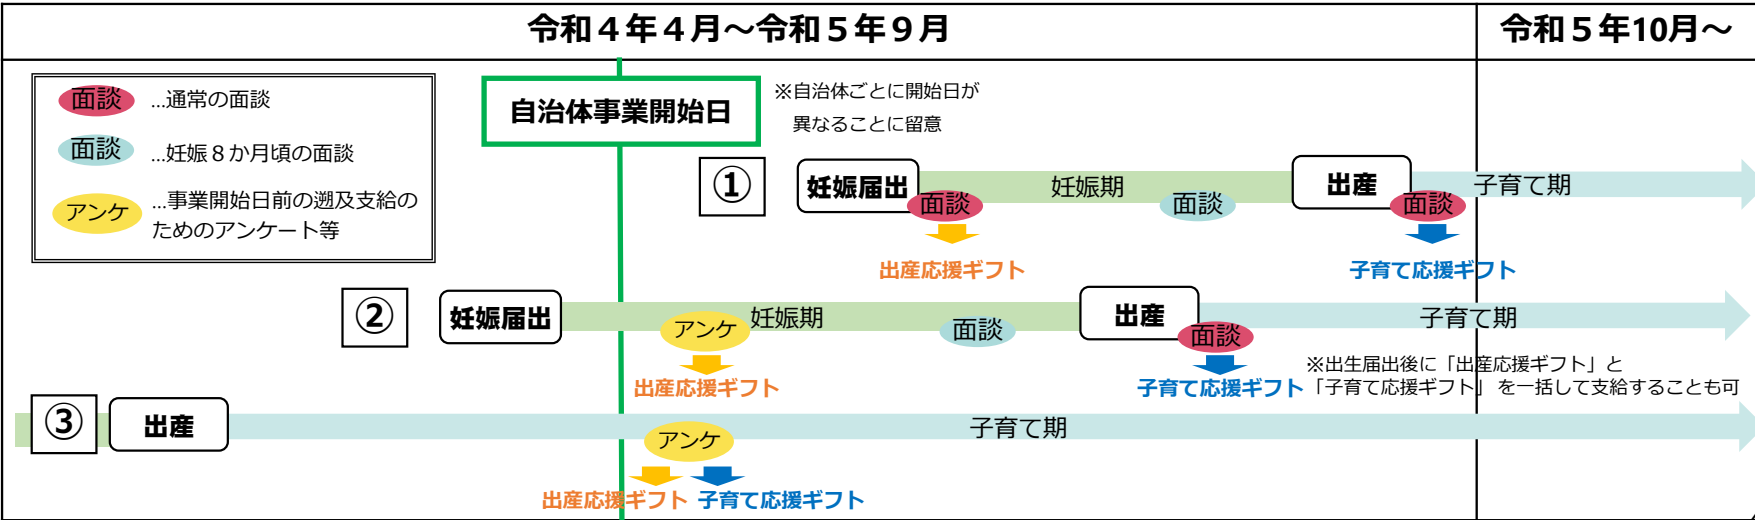 令和４年４月～令和５年９月
令和５年10月～
面談 …通常の面談
面談 …妊娠８か月頃の面談
アンケ …事業開始日前の遡及支給の
ためのアンケート等
自治体事業開始日
※自治体ごとに開始日が
異なることに留意
① 妊娠届出 面談 妊娠期 面談 出産 面談 子育て期
出産応援ギフト 子育て応援ギフト
② 妊娠届出 アンケ 妊娠期 面談 出産 面談 子育て期
出産応援ギフト 子育て応援ギフト
※出生届出後に「出産応援ギフト」と
「子育て応援ギフト」を一括して支給することも可
③ 出産 アンケ 子育て期
出産応援ギフト 子育て応援ギフト